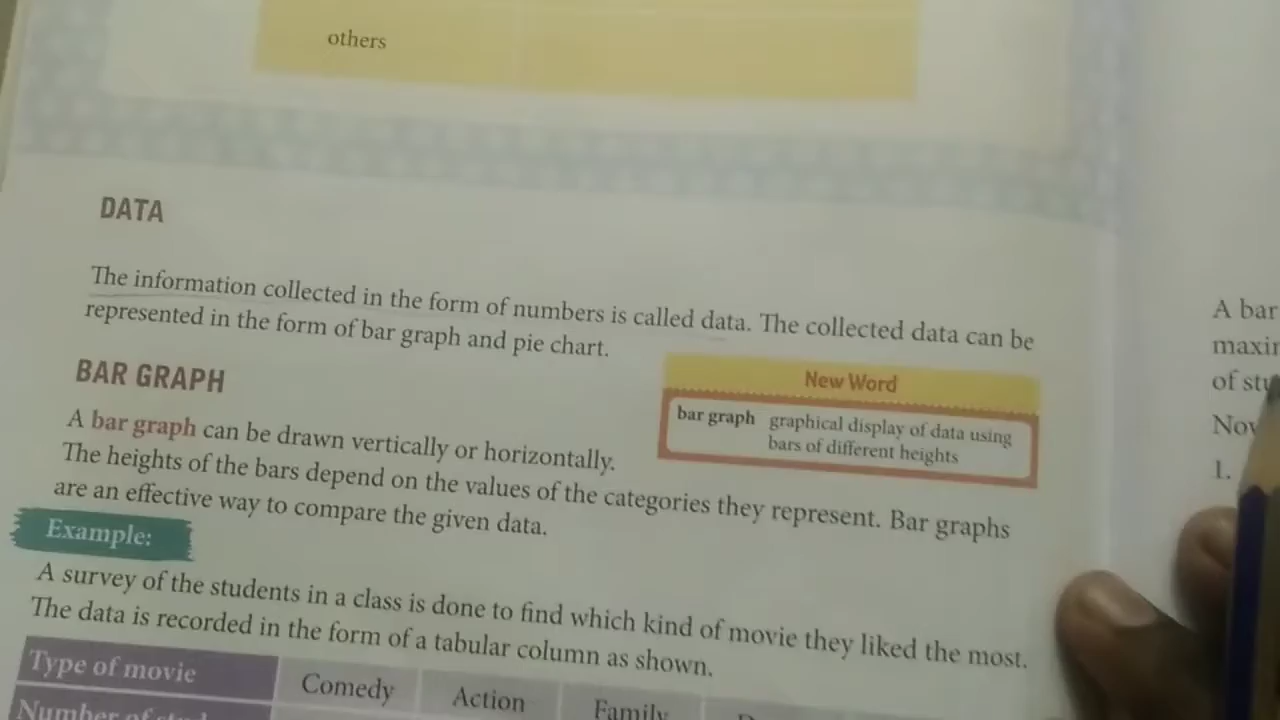 others
DATA
The information collected in the form of numbers is called data. The collected data can be
represented in the form of bar graph and pie chart.
BAR GRAPH
A bar graph can be drawn vertically or horizontally.
The heights of the bars depend on the values of the categories they represent. Bar graphs
are an effective way to compare the given data.
New Word
bar graph graphical display of data using
bars of different heights
Example:
A survey of the students in a class is done to find which kind of movie they liked the most.
The data is recorded in the form of a tabular column as shown.
Type of movie Comedy Action Family
Number of
A bar
of
1.